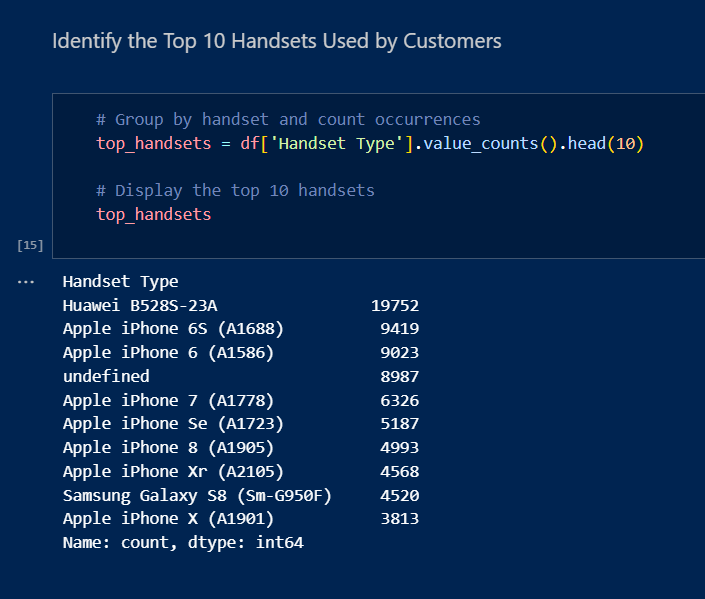 Identify the Top 10 Handsets Used by Customers
# Group by handset and count occurrences
top_handsets = df['Handset Type'].value_counts().head(10)
# Display the top 10 handsets
top_handsets
[15]
...
Handset Type
Huawei B528S-23A 19752
Apple iPhone 6S (A1688) 9419
Apple iPhone 6 (A1586) 9023
undefined 8987
Apple iPhone 7 (A1778) 6326
Apple iPhone Se (A1723) 5187
Apple iPhone 8 (A1905) 4993
Apple iPhone Xr (A2105) 4568
Samsung Galaxy S8 (Sm-G950F) 4520
Apple iPhone X (A1901) 3813
Name: count, dtype: int64